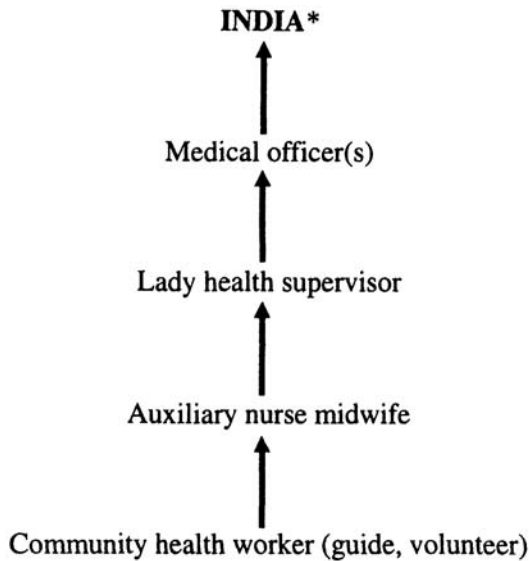 INDIA*
Medical officer(s)
Lady health supervisor
Auxiliary nurse midwife
Community health worker (guide, volunteer)